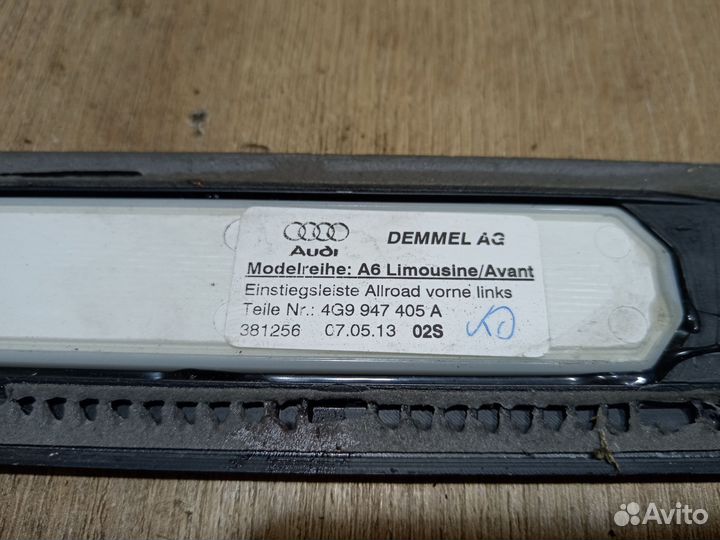 Audi
DEMMEL AG
Modelreihe: A6 Limousine/Avant
Einstiegsleiste Allroad vorne links
Teile Nr.: 4G9 947 405 A
381256 07.05.13 02S
Avito